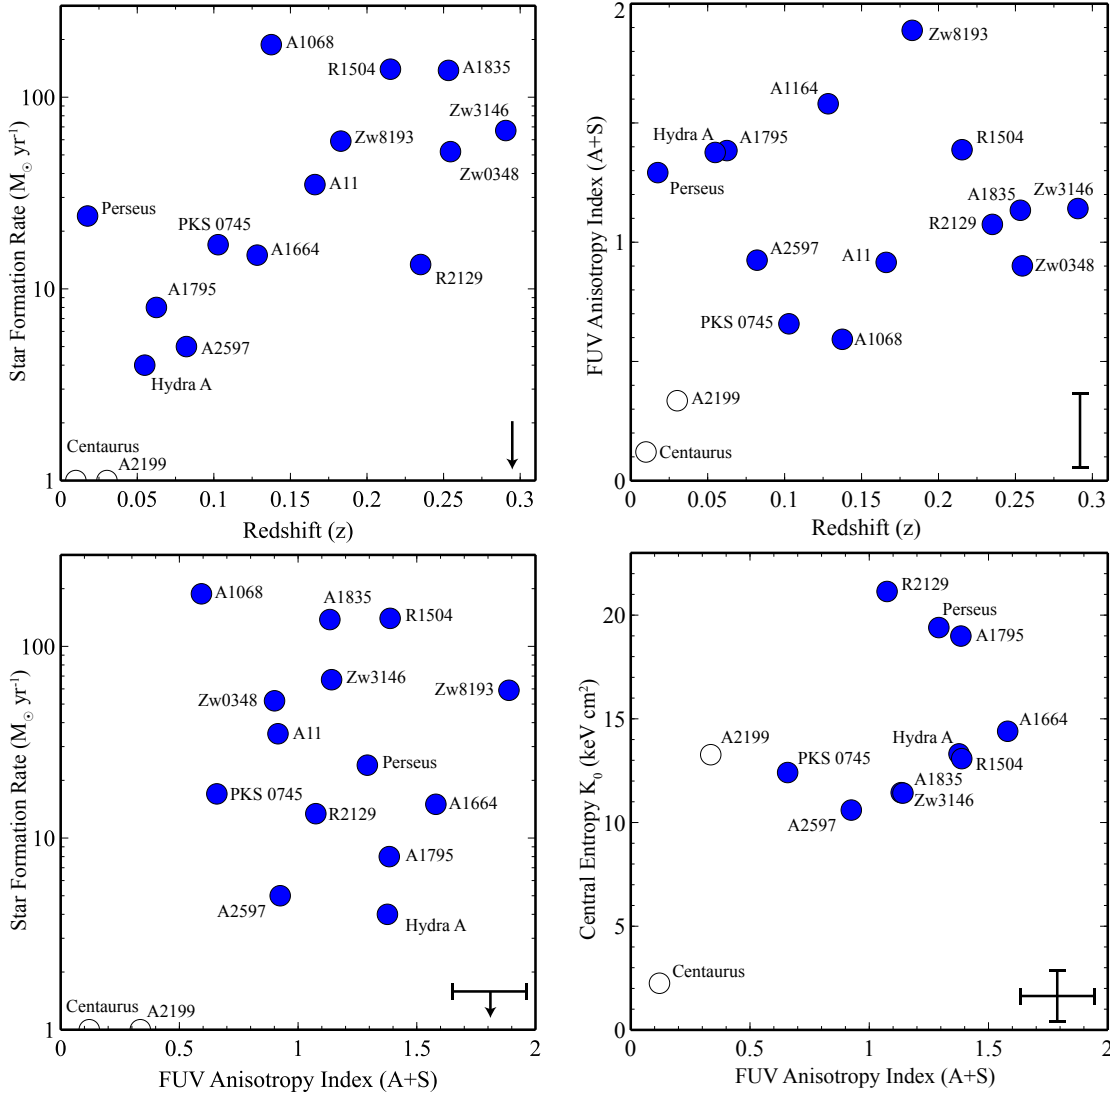 Star Formation Rate (M☉ yr⁻¹)
100
10
1
A1068
R1504
A1835
Zw3146
Zw8193
Zw0348
A11
Perseus
PKS 0745
A1664
R2129
A1795
A2597
Hydra A
Centaurus
A2199
0 0.05 0.1 0.15 0.2 0.25 0.3
Redshift (z)
FUV Anisotropy Index (A+S)
2
1
0
Zw8193
A1164
Hydra A
A1795
R1504
Perseus
A1835
Zw3146
R2129
A2597
A11
Zw0348
PKS 0745
A1068
A2199
Centaurus
0 0.05 0.1 0.15 0.2 0.25 0.3
Redshift (z)
Star Formation Rate (M☉ yr⁻¹)
100
10
1
A1068
A1835
R1504
Zw3146
Zw8193
Zw0348
A11
Perseus
PKS 0745
R2129
A1664
A1795
A2597
Hydra A
Centaurus
A2199
0 0.5 1 1.5 2
FUV Anisotropy Index (A+S)
Central Entropy K₀ (keV cm²)
20
15
10
5
0
R2129
Perseus
A1795
A1664
A2199
Hydra A
PKS 0745
R1504
A1835
Zw3146
A2597
Centaurus
0 0.5 1 1.5 2
FUV Anisotropy Index (A+S)